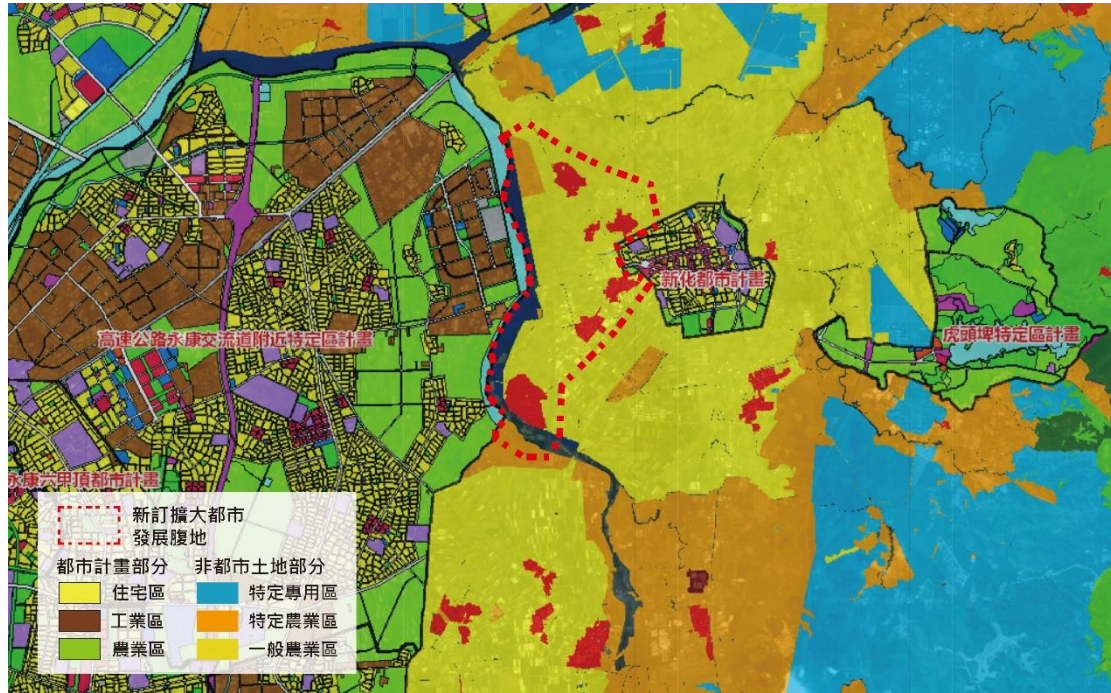 新化都市計畫
高速公路永康交流道附近特定區計畫
虎頭埤特定區計畫
永康六甲頂都市計畫
新訂擴大都市
發展腹地
都市計畫部分 非都市土地部分
住宅區 特定專用區
工業區 特定農業區
農業區 一般農業區